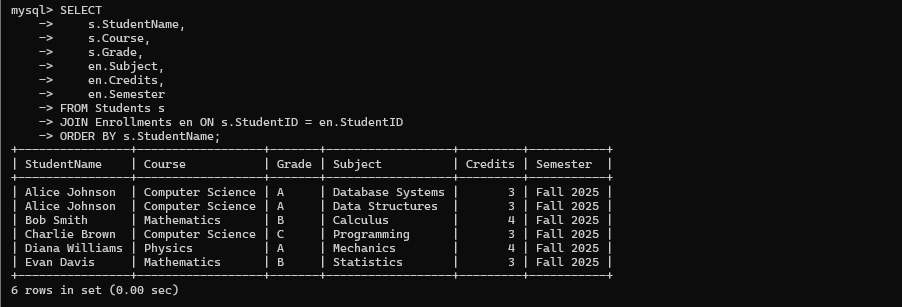 mysql> SELECT
    ->     s.StudentName,
    ->     s.Course,
    ->     s.Grade,
    ->     en.Subject,
    ->     en.Credits,
    ->     en.Semester
    -> FROM Students s
    -> JOIN Enrollments en ON s.StudentID = en.StudentID
    -> ORDER BY s.StudentName;
+----------------+------------------+-------+------------------+---------+-----------+
| StudentName    | Course           | Grade | Subject          | Credits | Semester  |
+----------------+------------------+-------+------------------+---------+-----------+
| Alice Johnson  | Computer Science | A     | Database Systems |       3 | Fall 2025 |
| Alice Johnson  | Computer Science | A     | Data Structures  |       3 | Fall 2025 |
| Bob Smith      | Mathematics      | B     | Calculus         |       4 | Fall 2025 |
| Charlie Brown  | Computer Science | C     | Programming      |       3 | Fall 2025 |
| Diana Williams | Physics          | A     | Mechanics        |       4 | Fall 2025 |
| Evan Davis     | Mathematics      | B     | Statistics       |       3 | Fall 2025 |
+----------------+------------------+-------+------------------+---------+-----------+
6 rows in set (0.00 sec)